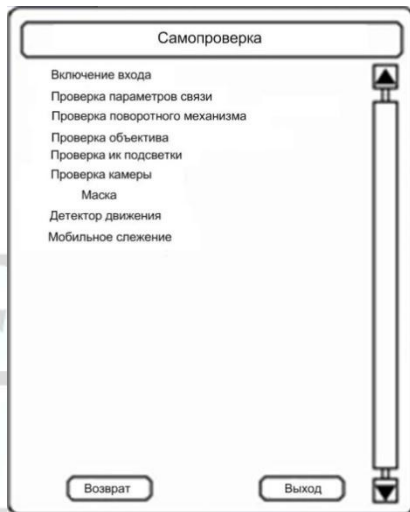 Самопроверка
Включение входа
Проверка параметров связи
Проверка поворотного механизма
Проверка объектива
Проверка ик подсветки
Проверка камеры
Маска
Детектор движения
Мобильное слежение
Возврат
Выход